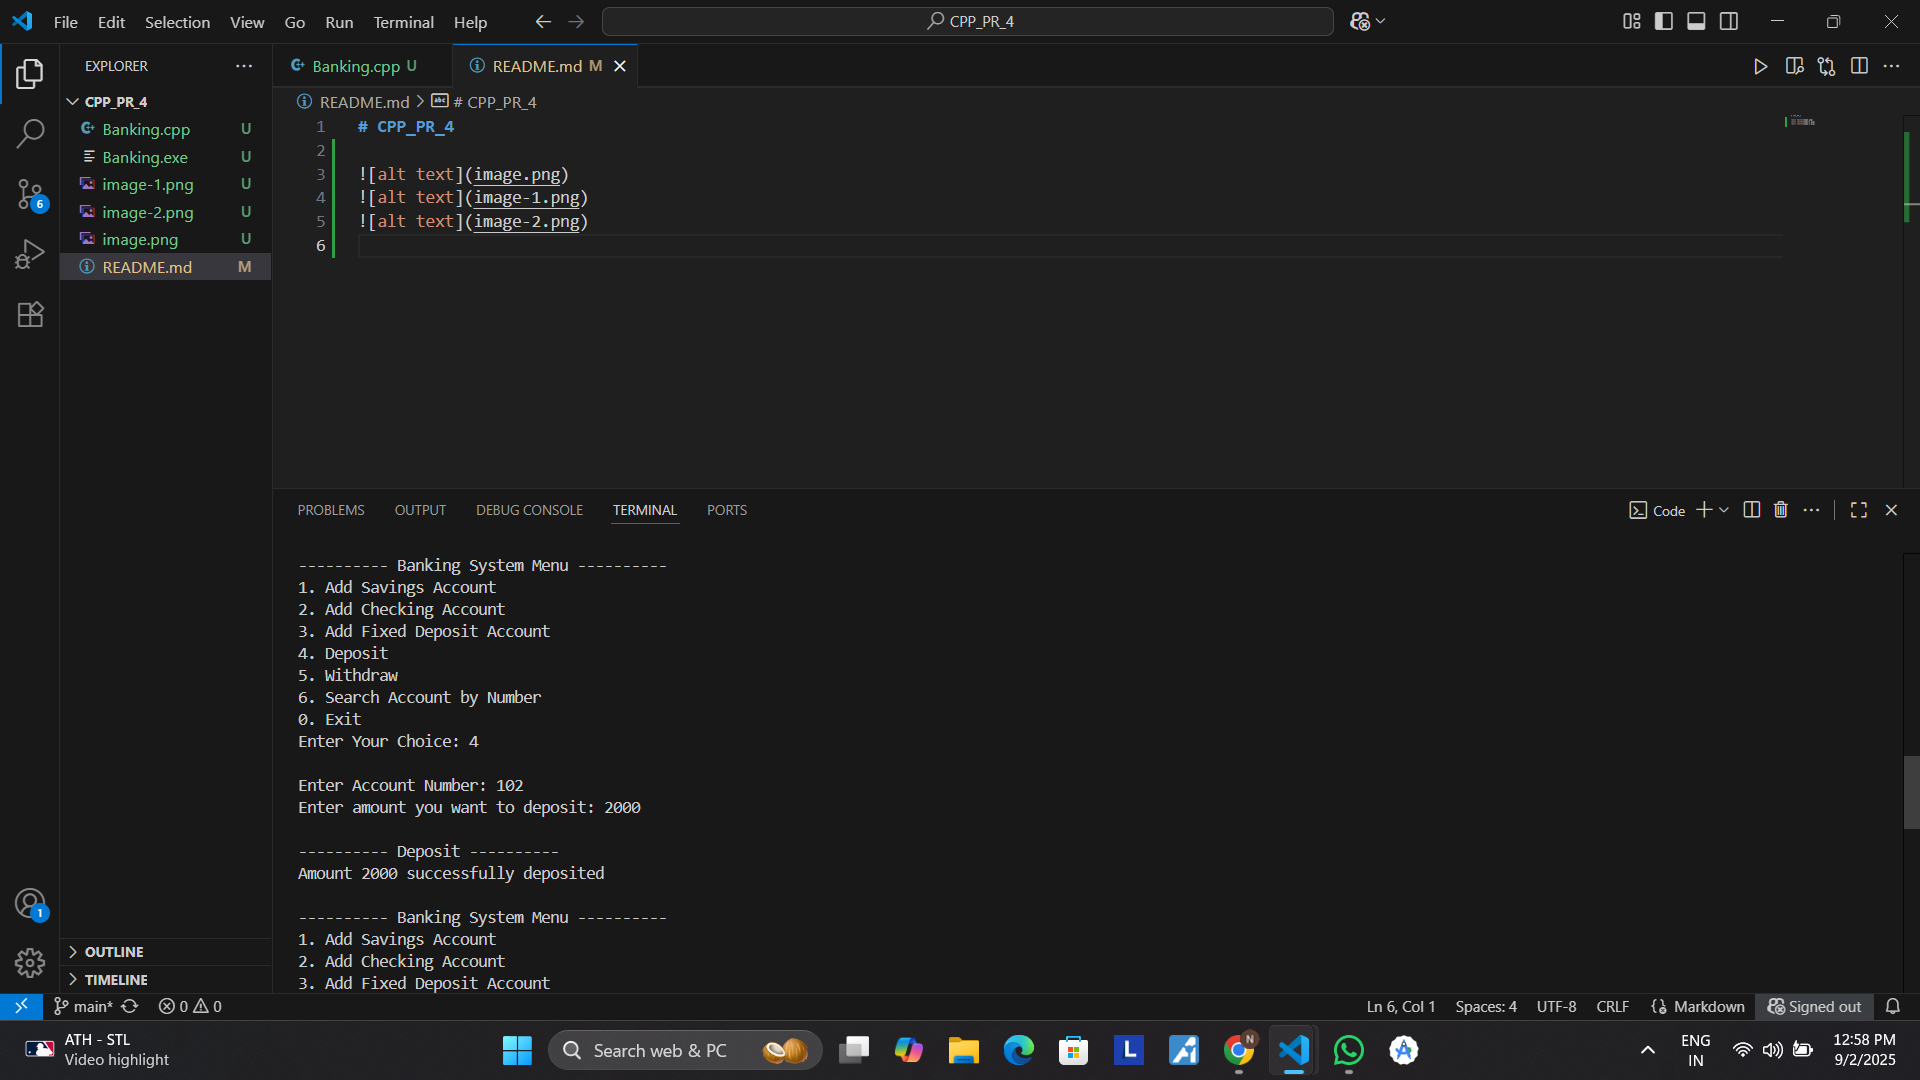 File Edit Selection View Go Run Terminal Help
CPP_PR_4
EXPLORER
Banking.cpp U
README.md M
CPP_PR_4
Banking.cpp U
Banking.exe U
image-1.png U
image-2.png U
image.png U
README.md M
6
README.md > # CPP_PR_4
1 # CPP_PR_4
2
3 ![alt text](image.png)
4 ![alt text](image-1.png)
5 ![alt text](image-2.png)
6
PROBLEMS OUTPUT DEBUG CONSOLE TERMINAL PORTS
Code
---------- Banking System Menu ----------
1. Add Savings Account
2. Add Checking Account
3. Add Fixed Deposit Account
4. Deposit
5. Withdraw
6. Search Account by Number
0. Exit
Enter Your Choice: 4
Enter Account Number: 102
Enter amount you want to deposit: 2000
---------- Deposit ----------
Amount 2000 successfully deposited
---------- Banking System Menu ----------
1. Add Savings Account
2. Add Checking Account
3. Add Fixed Deposit Account
1
OUTLINE
TIMELINE
main* 0 0
Ln 6, Col 1 Spaces: 4 UTF-8 CRLF {} Markdown Signed out
ATH - STL
Video highlight
Search web & PC
L
N
ENG
IN
12:58 PM
9/2/2025